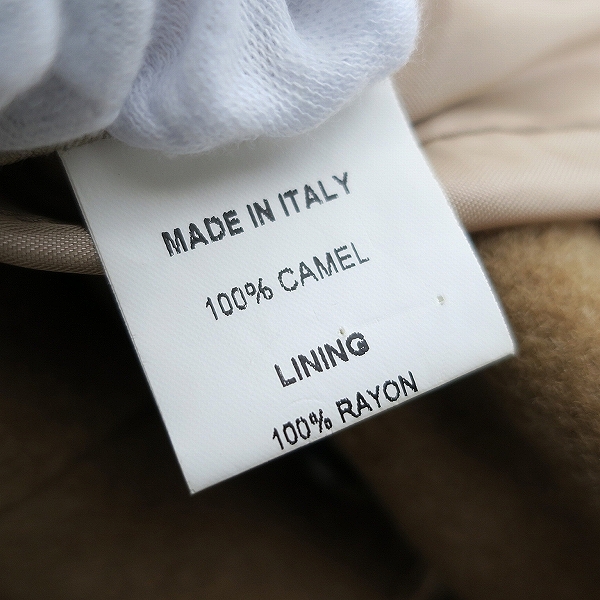 MADE IN ITALY
100% CAMEL
LINING
100% RAYON